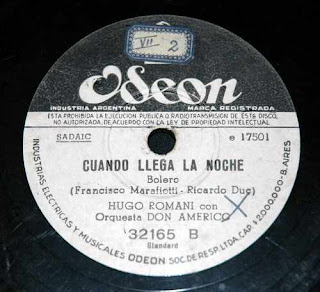 VII
2
Odeon
INDUSTRIA ARGENTINA MARCA REGISTRADA
ESTA PROHIBIDA LA EJECUCION PUBLICA O RADIOTRANSMISION DE ESTE DISCO,
NO AUTORIZADA, DE ACUERDO CON LA LEY DE PROPIEDAD INTELECTUAL.
SADAIC e 17501
CUANDO LLEGA LA NOCHE
Bolero
(Francisco Marafiotti - Ricardo Duc)
HUGO ROMANI con
Orquesta DON AMERICO
X
32165 B
Standard
INDUSTRIAS ELECTRICAS Y MUSICALES ODEON SOC. DE RESP. LTDA. CAP. $2.000.000-B. AIRES